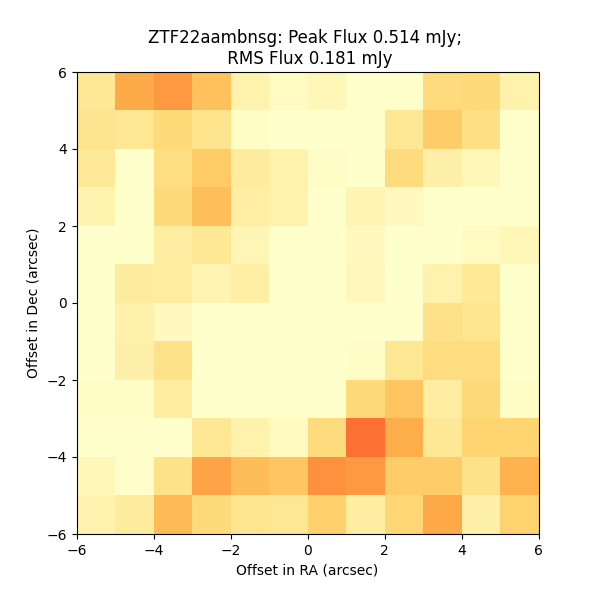 ZTF22aambnsg: Peak Flux 0.514 mJy;
RMS Flux 0.181 mJy
6
4
2
0
−2
−4
−6
Offset in Dec (arcsec)
−6 −4 −2 0 2 4 6
Offset in RA (arcsec)